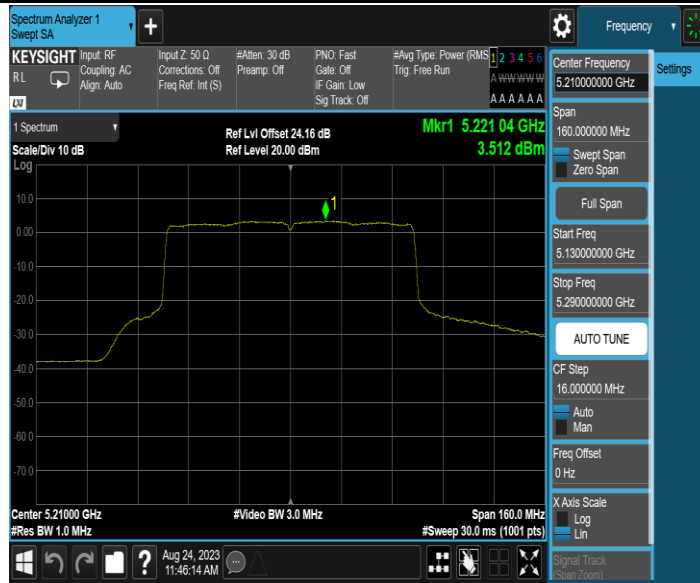 Spectrum Analyzer 1
Swept SA
+
Frequency
KEYSIGHT
RL
LXI
Input: RF
Coupling: AC
Align: Auto
Input Z: 50 Ω
Corrections: Off
Freq Ref: Int (S)
#Atten: 30 dB
Preamp: Off
PNO: Fast
Gate: Off
IF Gain: Low
Sig Track: Off
#Avg Type: Power (RMS
Trig: Free Run
1 2 3 4 5 6
A W W W W W
A A A A A A
1 Spectrum
Scale/Div 10 dB
Log
Ref Lvl Offset 24.16 dB
Ref Level 20.00 dBm
Mkr1 5.221 04 GHz
3.512 dBm
1
10.0
0.00
-10.0
-20.0
-30.0
-40.0
-50.0
-60.0
-70.0
Center 5.21000 GHz
#Res BW 1.0 MHz
#Video BW 3.0 MHz
Span 160.0 MHz
#Sweep 30.0 ms (1001 pts)
Aug 24, 2023
11:46:14 AM
?
Center Frequency
5.210000000 GHz
Settings
Span
160.000000 MHz
Swept Span
Zero Span
Full Span
Start Freq
5.130000000 GHz
Stop Freq
5.290000000 GHz
AUTO TUNE
CF Step
16.000000 MHz
Auto
Man
Freq Offset
0 Hz
X Axis Scale
Log
Lin
Signal Track
(Span Zoom)